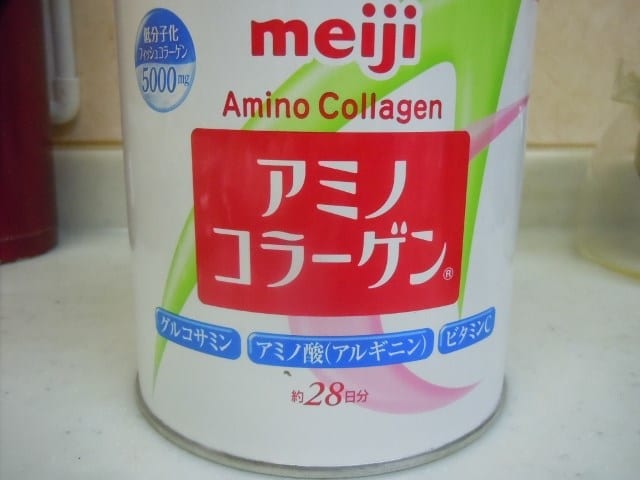 meiji
低分子化
フィッシュコラーゲン
5000mg
Amino Collagen
アミノ
コラーゲン®
グルコサミン
アミノ酸(アルギニン)
ビタミンC
約28日分